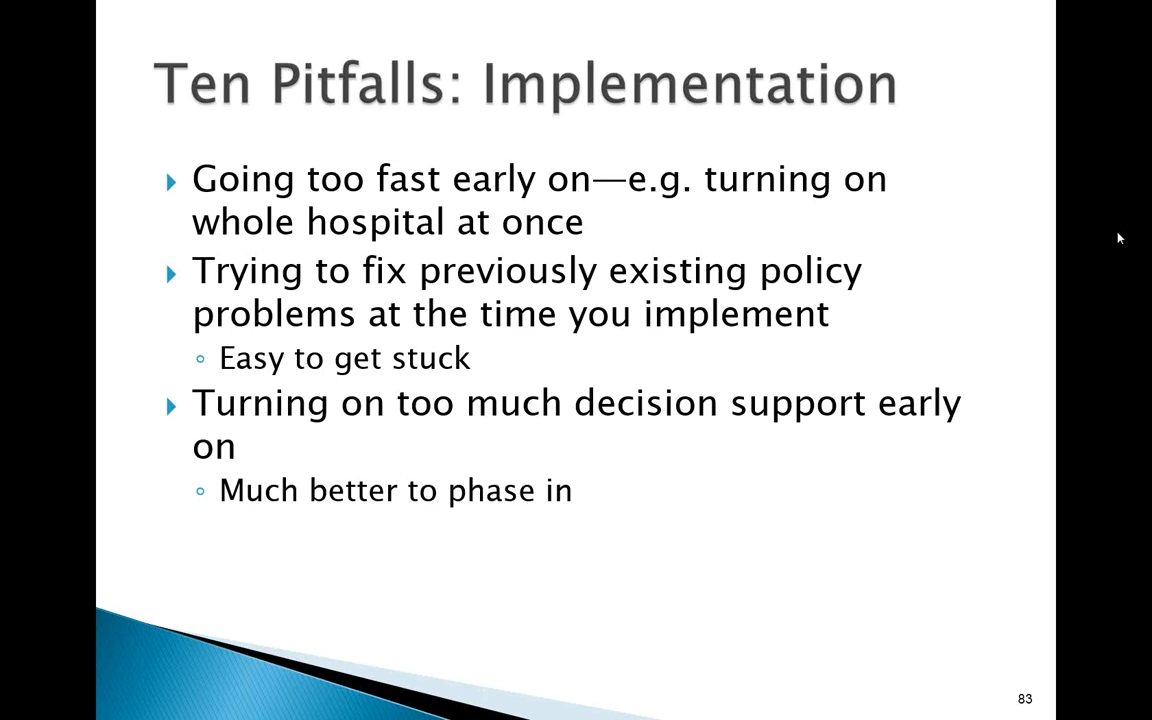 Ten Pitfalls: Implementation
Going too fast early on—e.g. turning on
whole hospital at once
Trying to fix previously existing policy
problems at the time you implement
Easy to get stuck
Turning on too much decision support early
on
Much better to phase in
83